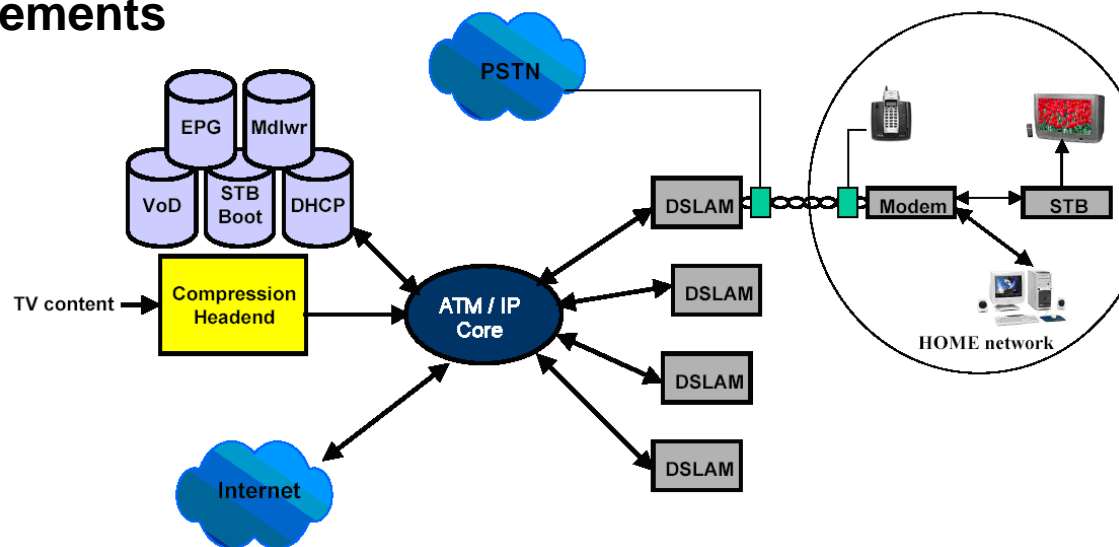 ements
PSTN
EPG
Mdlwr
VoD
STB
Boot
DHCP
DSLAM
Modem
STB
TV content
Compression
Headend
ATM / IP
Core
DSLAM
HOME network
DSLAM
DSLAM
Internet